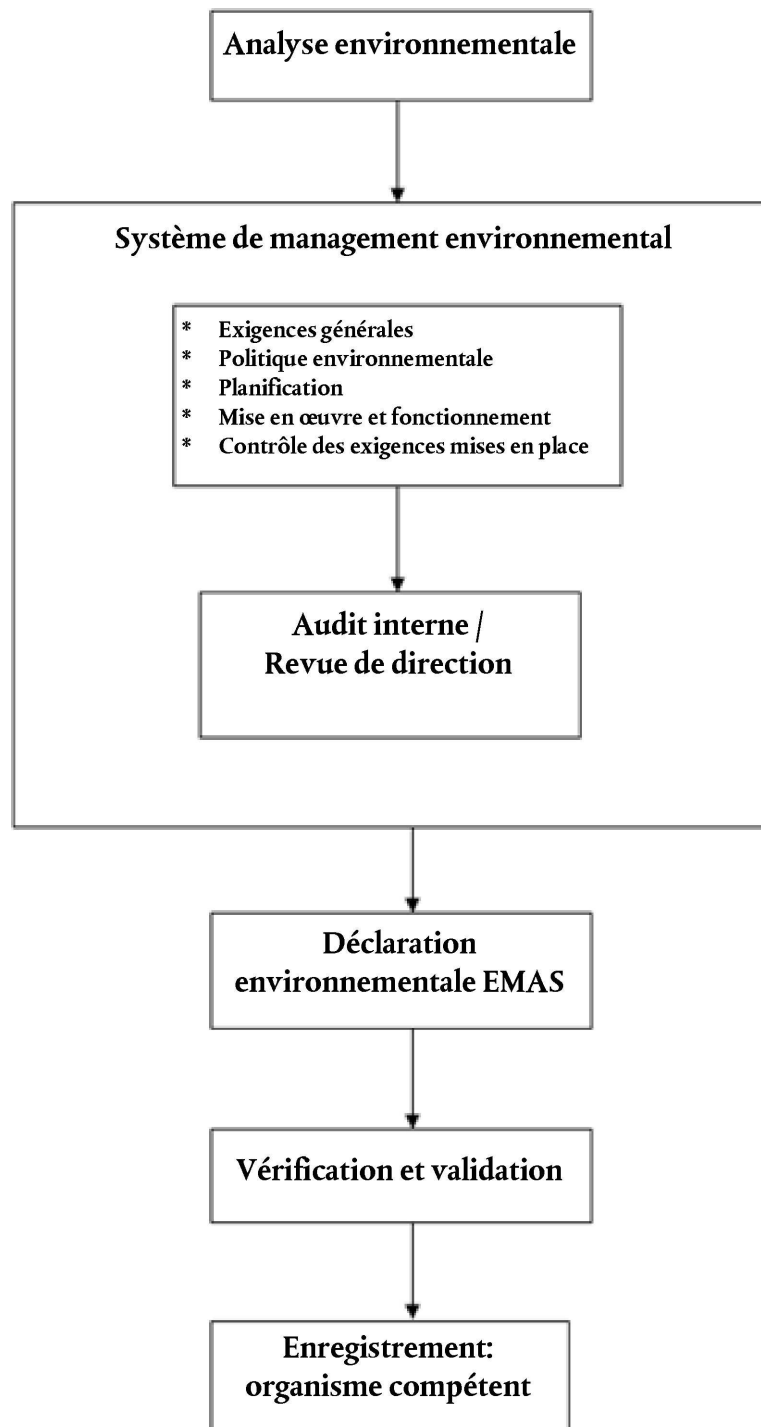 Analyse environnementale
Système de management environnemental
* Exigences générales
* Politique environnementale
* Planification
* Mise en œuvre et fonctionnement
* Contrôle des exigences mises en place
Audit interne /
Revue de direction
Déclaration
environnementale EMAS
Vérification et validation
Enregistrement:
organisme compétent